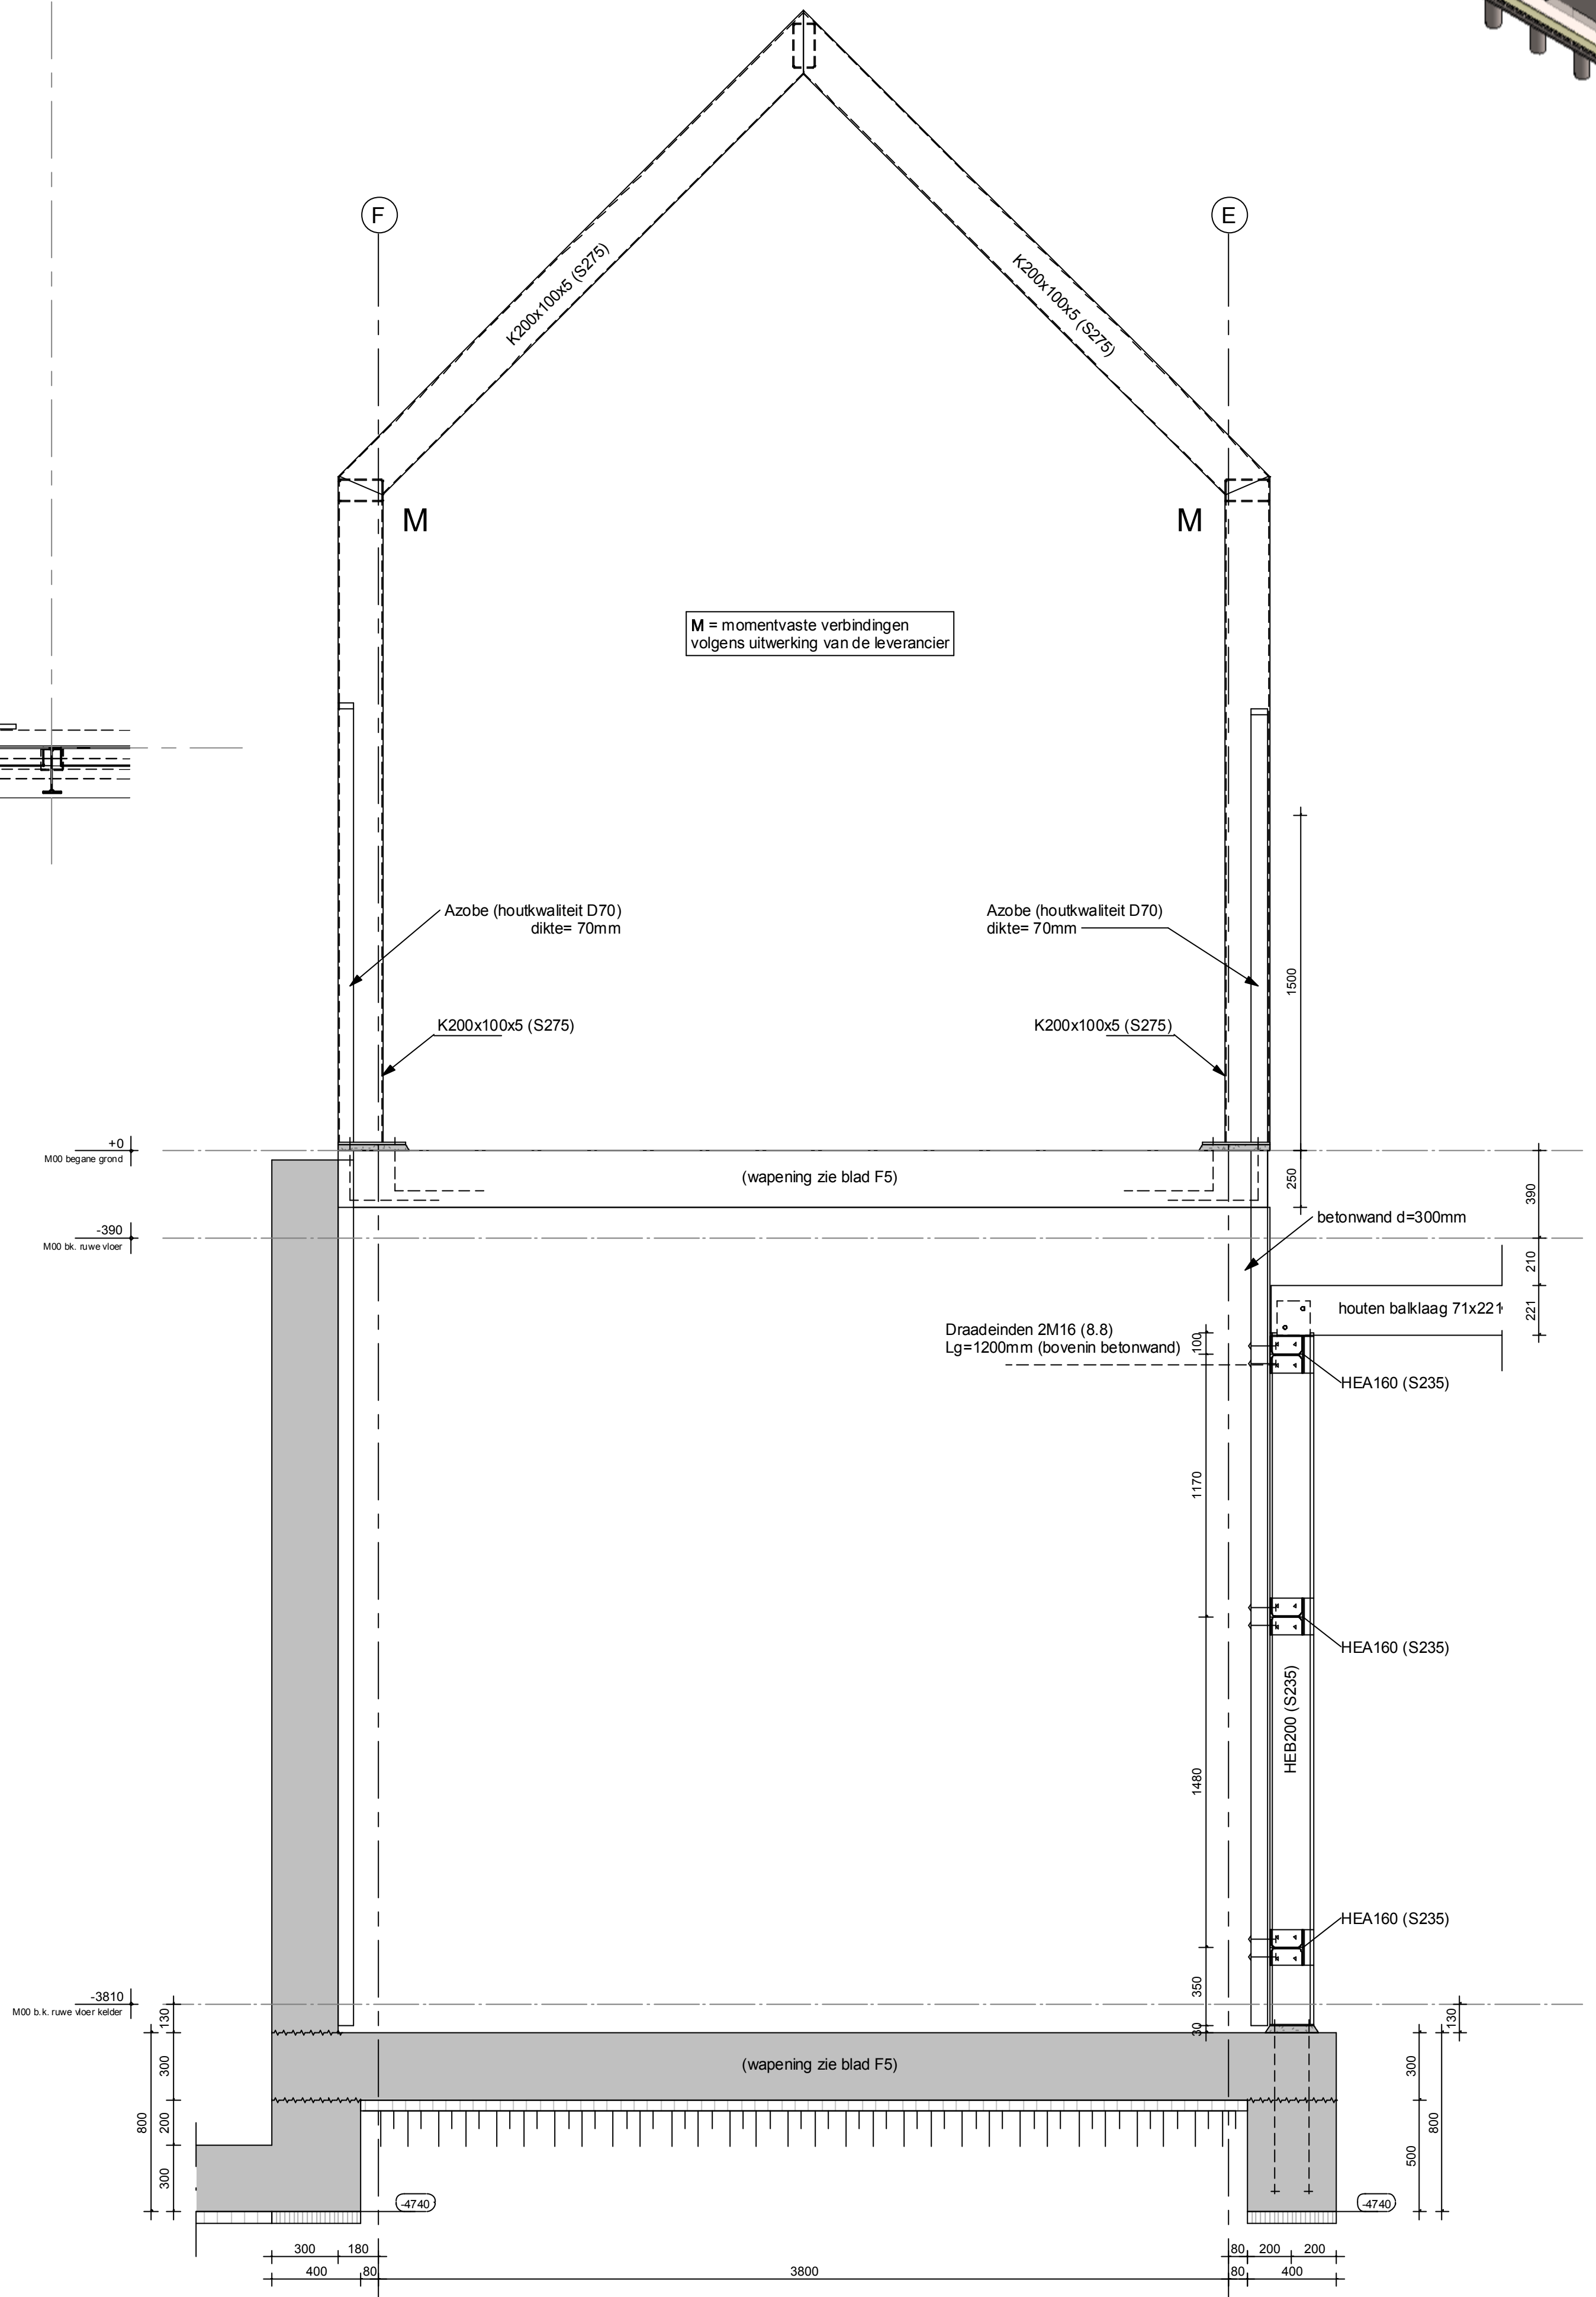 F
E
K200x100x5 (S275)
K200x100x5 (S275)
M
M
M = momentvaste verbindingen
volgens uitwerking van de leverancier
Azobe (houtkwaliteit D70)
dikte= 70mm
Azobe (houtkwaliteit D70)
dikte= 70mm
1500
K200x100x5 (S275)
K200x100x5 (S275)
+0
M00 begane grond
(wapening zie blad F5)
250
390
betonwand d=300mm
-390
M00 bk. ruwe vloer
210
houten balklaag 71x221
221
Draadeinden 2M16 (8.8)
Lg=1200mm (bovenin betonwand)
100
HEA160 (S235)
1170
HEA160 (S235)
HEB200 (S235)
1480
HEA160 (S235)
350
-3810
M00 b.k. ruwe vloer kelder
130
130
30
(wapening zie blad F5)
300
300
800
200
800
500
300
-4740
-4740
300
180
80
200
200
400
80
3800
80
400